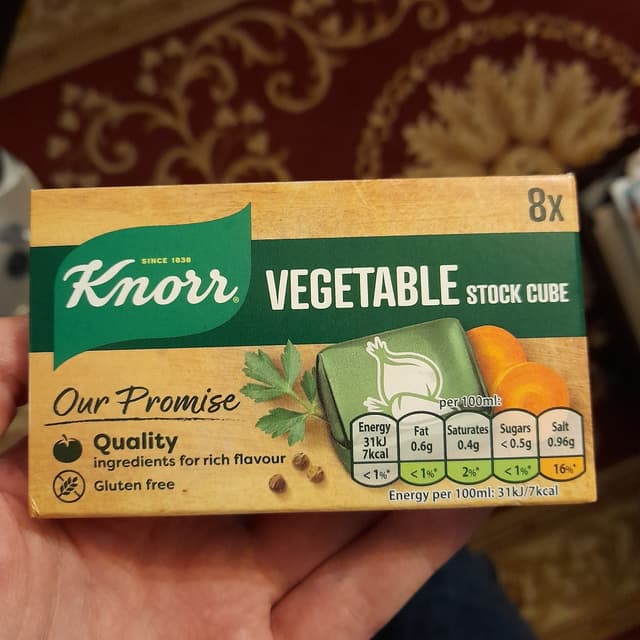 8x
SINCE 1838
Knorr®
VEGETABLE STOCK CUBE
Our Promise
Quality
ingredients for rich flavour
Gluten free
per 100ml:
Energy 31kJ 7kcal <1%*
Fat 0.6g <1%*
Saturates 0.4g 2%*
Sugars <0.5g <1%*
Salt 0.96g 16%*
Energy per 100ml: 31kJ/7kcal